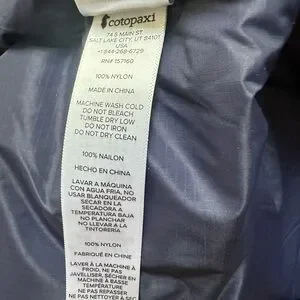 cotopaxi
74 S MAIN ST
SALT LAKE CITY, UT 84101
USA
+1 844-268-6729
RN# 157160
100% NYLON
MADE IN CHINA
MACHINE WASH COLD
DO NOT BLEACH
TUMBLE DRY LOW
DO NOT IRON
DO NOT DRY CLEAN
100% NAILON
HECHO EN CHINA
LAVAR A MÁQUINA
CON AGUA FRIA, NO
USAR BLANQUEADOR
SECAR EN LA
SECADORA A
TEMPERATURA BAJA
NO PLANCHAR
NO LLEVAR A LA
TINTORERÍA
100% NYLON
FABRIQUÉ EN CHINE
LAVER À LA MACHINE À
FROID, NE PAS
JAVELLISER, SÉCHER
EN MACHINE À BASSE
TEMPÉRATURE
NE PAS REPASSER
NE PAS NETTOYER À SEC